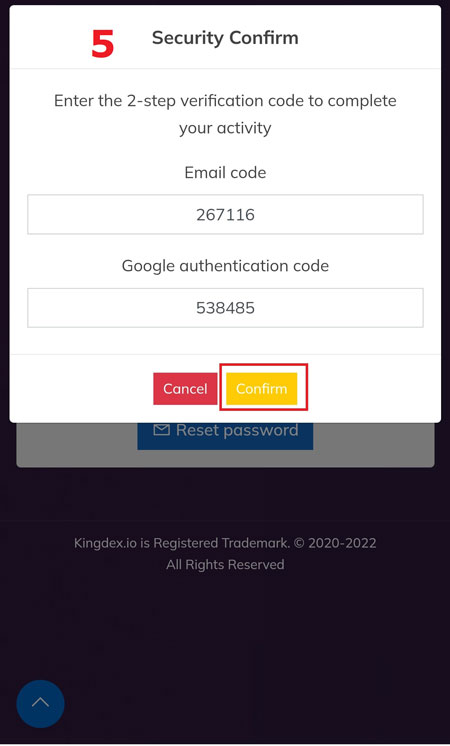 5 Security Confirm
Enter the 2-step verification code to complete
your activity
Email code
267116
Google authentication code
538485
Cancel Confirm
Reset password
Kingdex.io is Registered Trademark. © 2020-2022
All Rights Reserved